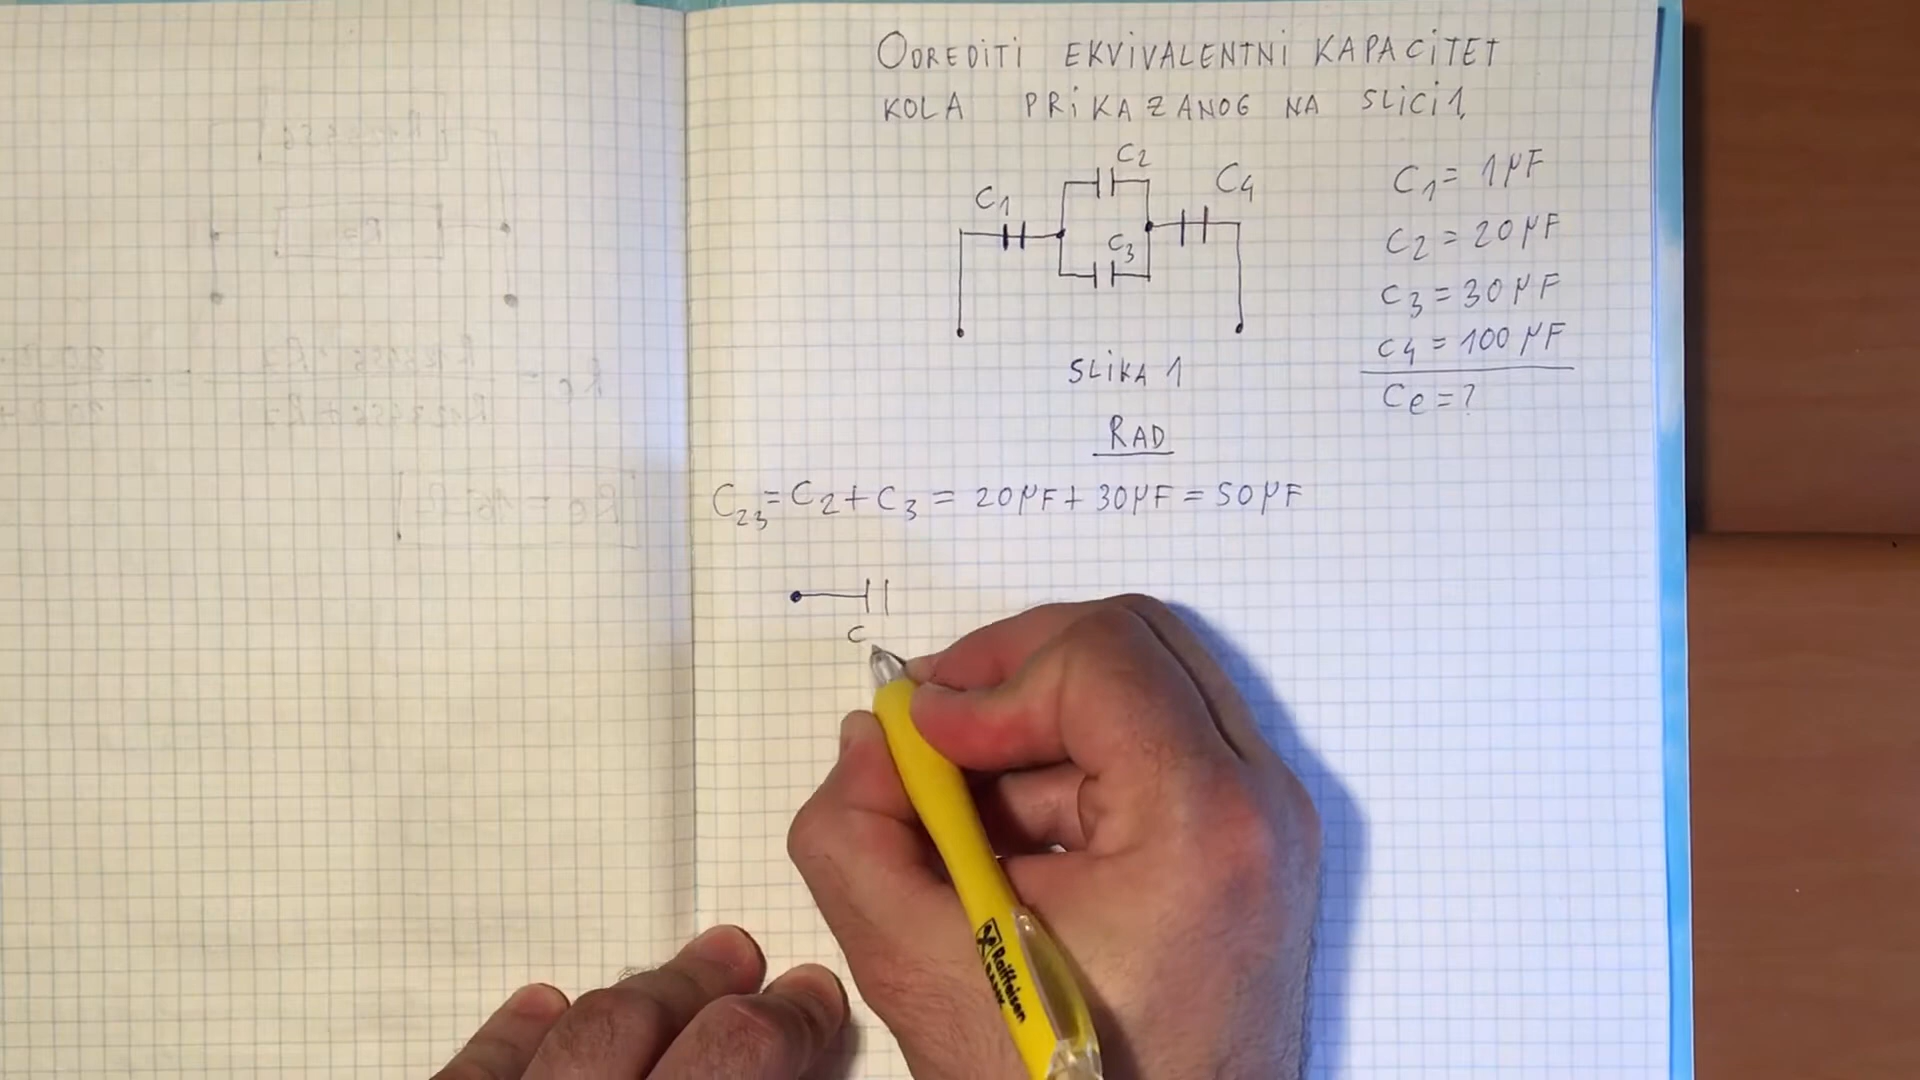 ODREDITI EKVIVALENTNI KAPACITET
KOLA PRIKAZANOG NA SLICI 1.
C2
C1
C4
C3
C1 = 1µF
C2 = 20µF
C3 = 30µF
C4 = 100µF
Ce = ?
SLIKA 1
RAD
C23 = C2 + C3 = 20µF + 30µF = 50µF
C
Raiffeisen